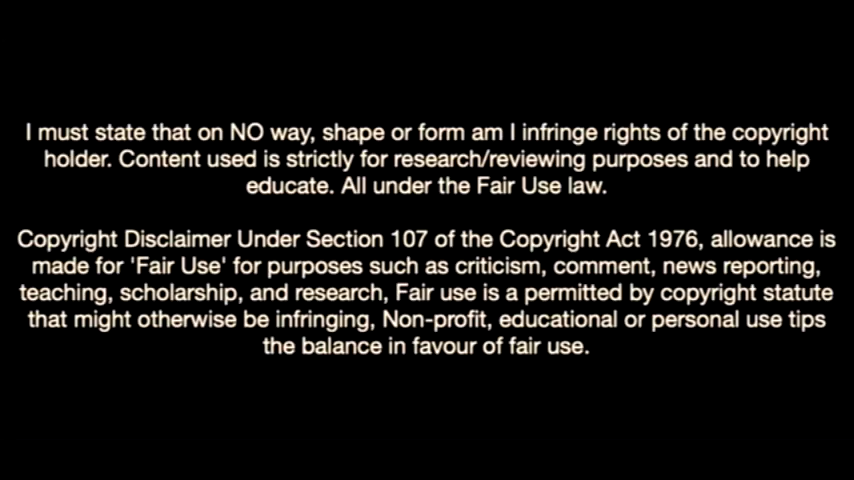 I must state that on NO way, shape or form am I infringe rights of the copyright
holder. Content used is strictly for research/reviewing purposes and to help
educate. All under the Fair Use law.
Copyright Disclaimer Under Section 107 of the Copyright Act 1976, allowance is
made for 'Fair Use' for purposes such as criticism, comment, news reporting,
teaching, scholarship, and research, Fair use is a permitted by copyright statute
that might otherwise be infringing, Non-profit, educational or personal use tips
the balance in favour of fair use.